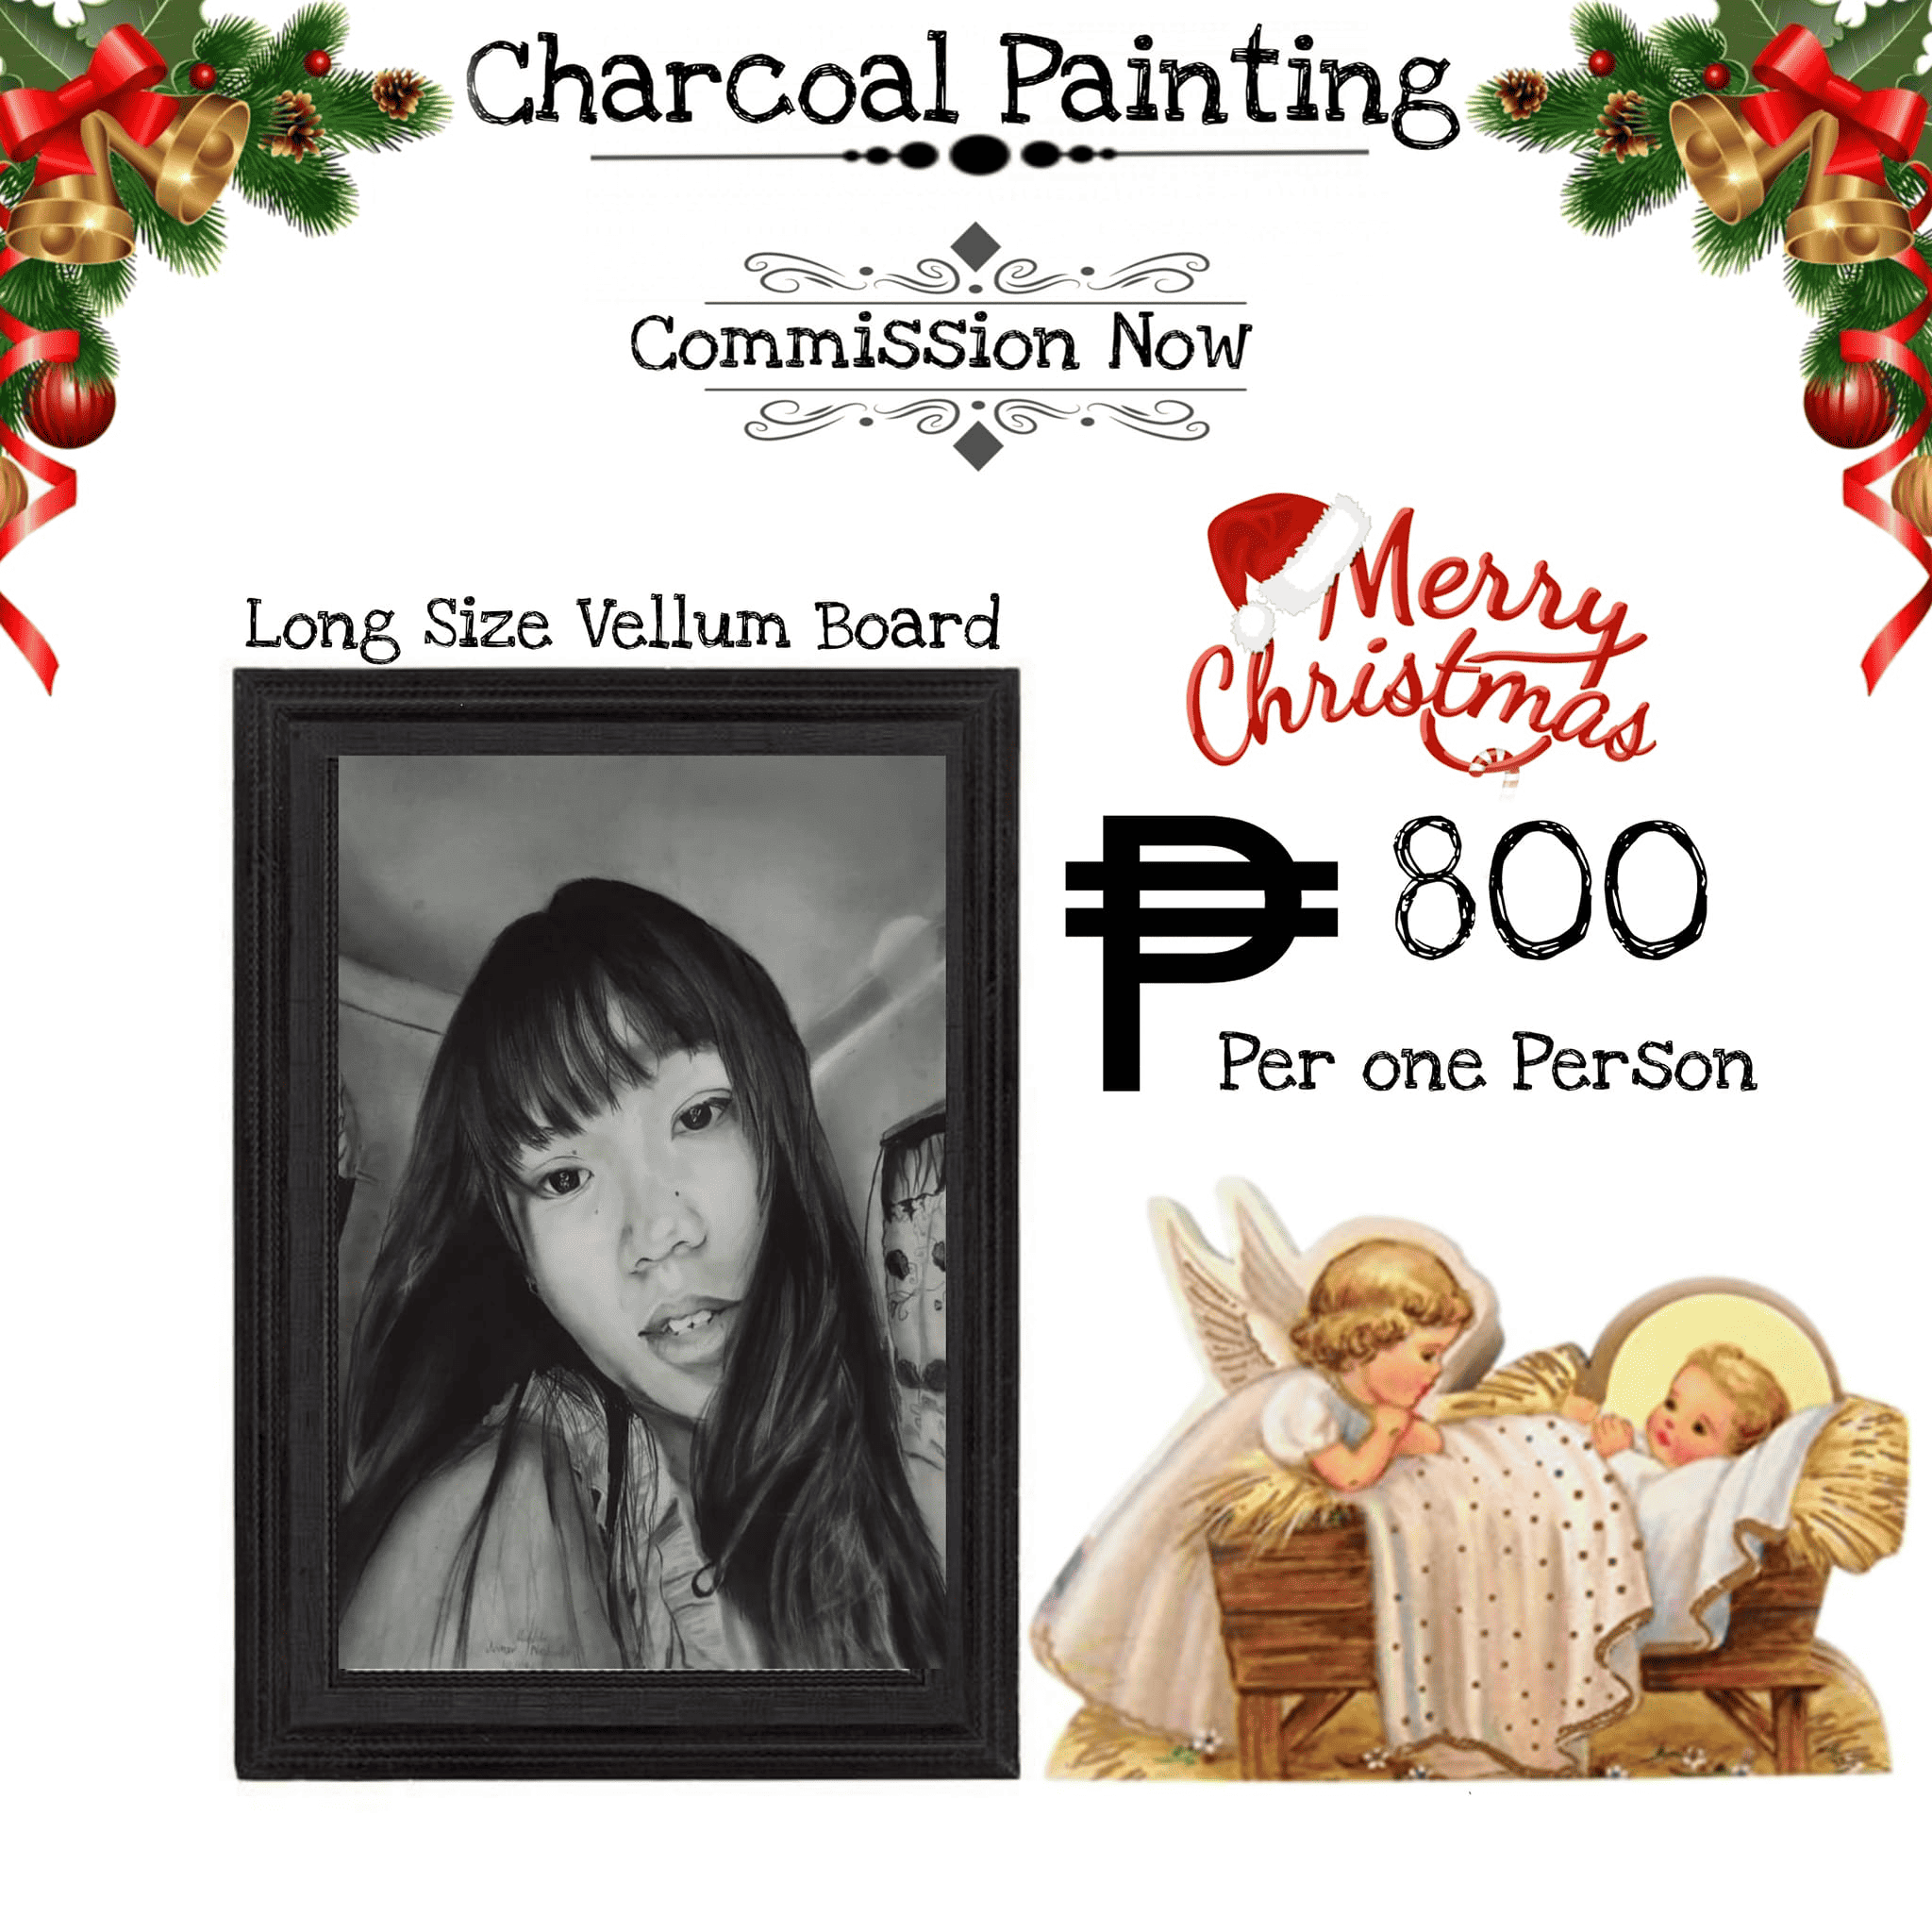 Charcoal Painting
Commission Now
Merry
Christmas
Long Size Vellum Board
₱ 800
Per one Person